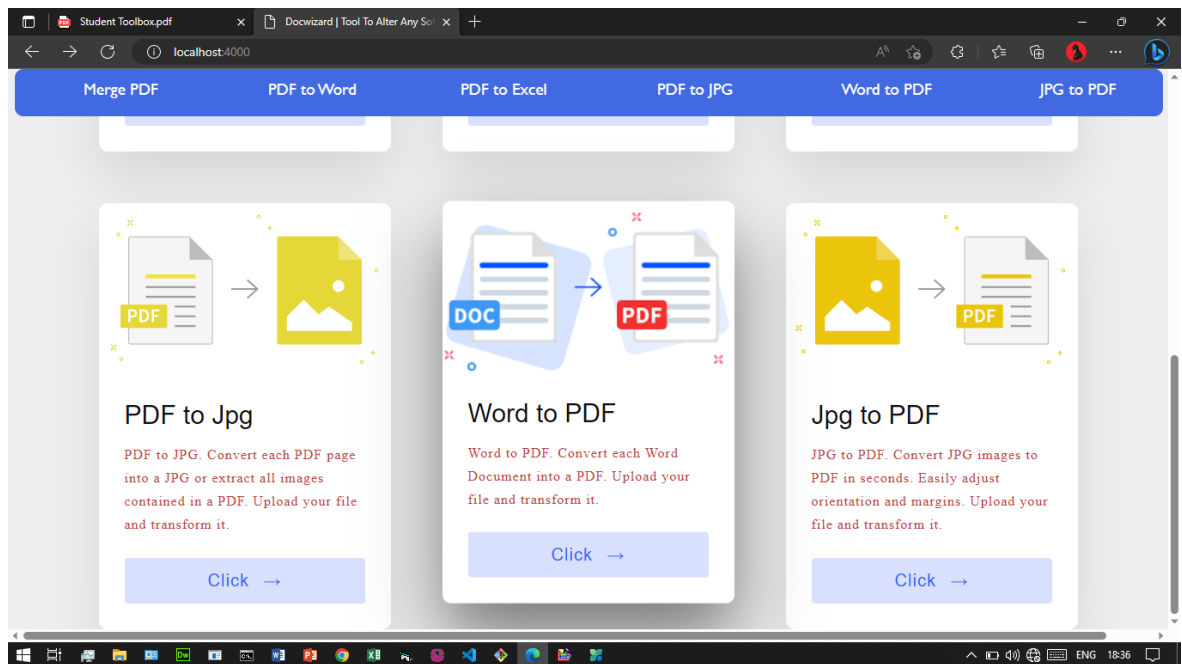 Student Toolbox.pdf
Docwizard | Tool To Alter Any So
localhost:4000
Merge PDF
PDF to Word
PDF to Excel
PDF to JPG
Word to PDF
JPG to PDF
PDF
DOC
PDF
PDF
PDF to Jpg
PDF to JPG. Convert each PDF page
into a JPG or extract all images
contained in a PDF. Upload your file
and transform it.
Click →
Word to PDF
Word to PDF. Convert each Word
Document into a PDF. Upload your
file and transform it.
Click →
Jpg to PDF
JPG to PDF. Convert JPG images to
PDF in seconds. Easily adjust
orientation and margins. Upload your
file and transform it.
Click →
Dw
ENG
18:36